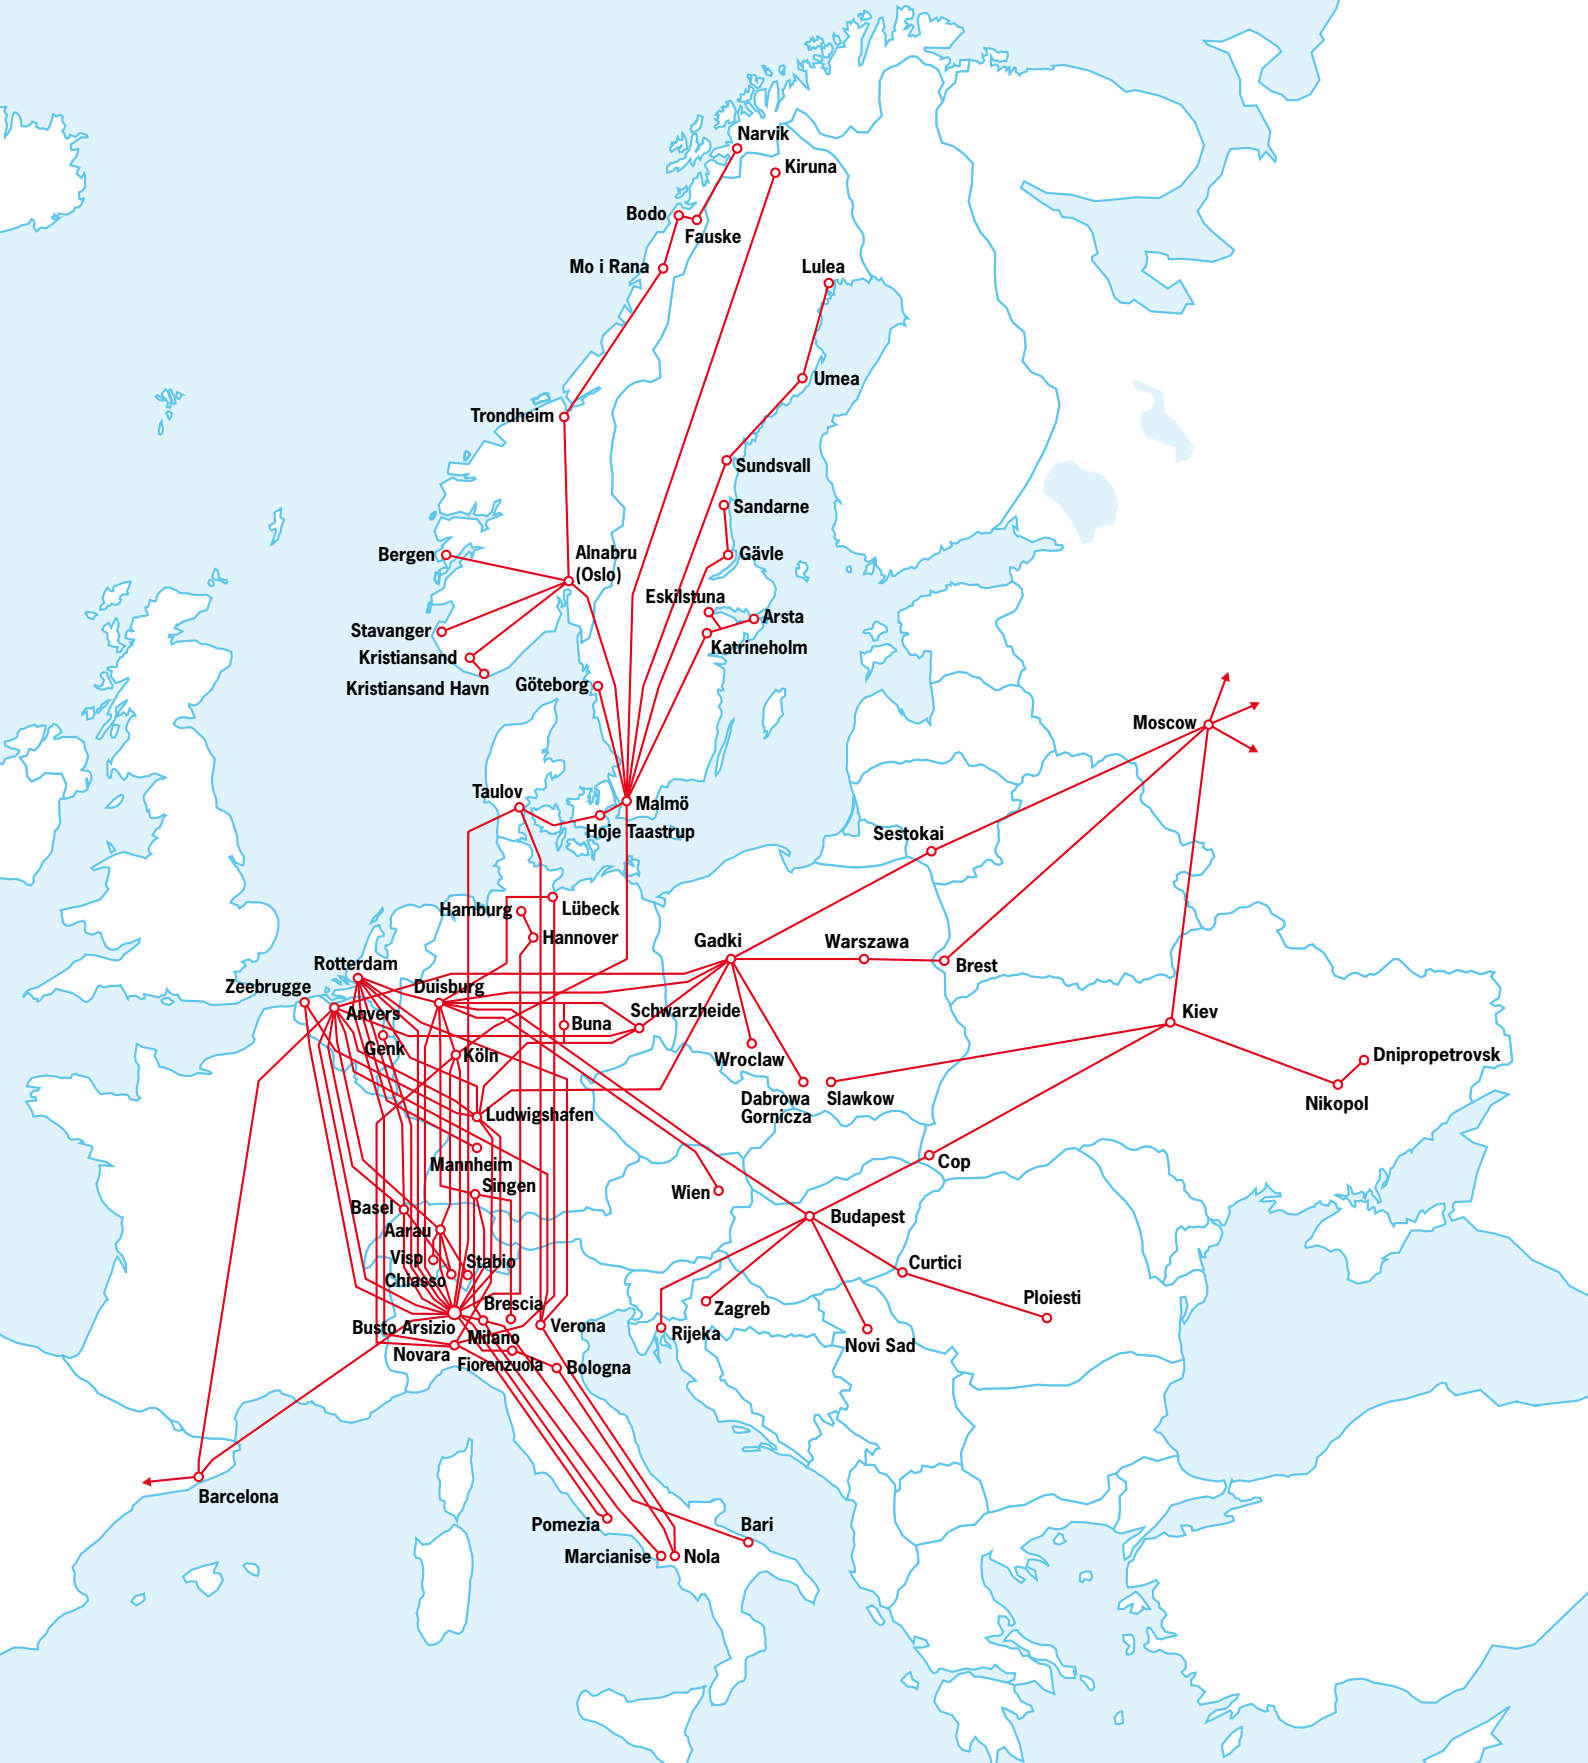 Narvik
Kiruna
Bodo
Fauske
Mo i Rana
Lulea
Umea
Trondheim
Sundsvall
Sandarne
Bergen
Alnabru
(Oslo)
Gävle
Eskilstuna
Arsta
Stavanger
Katrineholm
Kristiansand
Kristiansand Havn
Göteborg
Moscow
Taulov
Malmö
Hoje Taastrup
Sestokai
Hamburg
Lübeck
Hannover
Gadki
Warszawa
Brest
Rotterdam
Zeebrugge
Duisburg
Anvers
Schwarzheide
Kiev
Buna
Genk
Köln
Wroclaw
Dnipropetrovsk
Dabrowa
Gornicza
Slawkow
Nikopol
Ludwigshafen
Mannheim
Cop
Singen
Wien
Basel
Budapest
Aarau
Visp
Stabio
Chiasso
Curtici
Brescia
Zagreb
Ploiesti
Busto Arsizio
Milano
Verona
Rijeka
Novi Sad
Novara
Fiorenzuola
Bologna
Barcelona
Pomezia
Bari
Marcianise
Nola